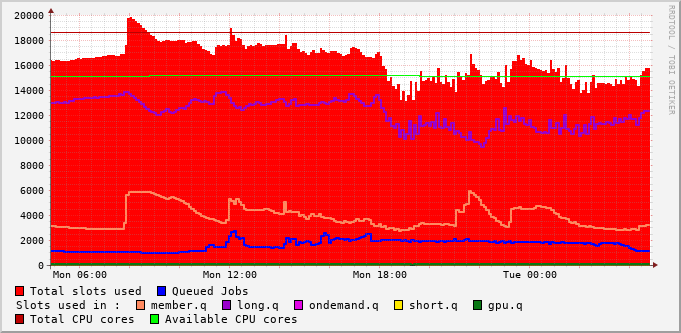 20000
18000
16000
14000
12000
10000
8000
6000
4000
2000
0
Mon 06:00 Mon 12:00 Mon 18:00 Tue 00:00
RRDTOOL / TOBI OETIKER
Total slots used Queued Jobs
Slots used in : member.q long.q ondemand.q short.q gpu.q
Total CPU cores Available CPU cores